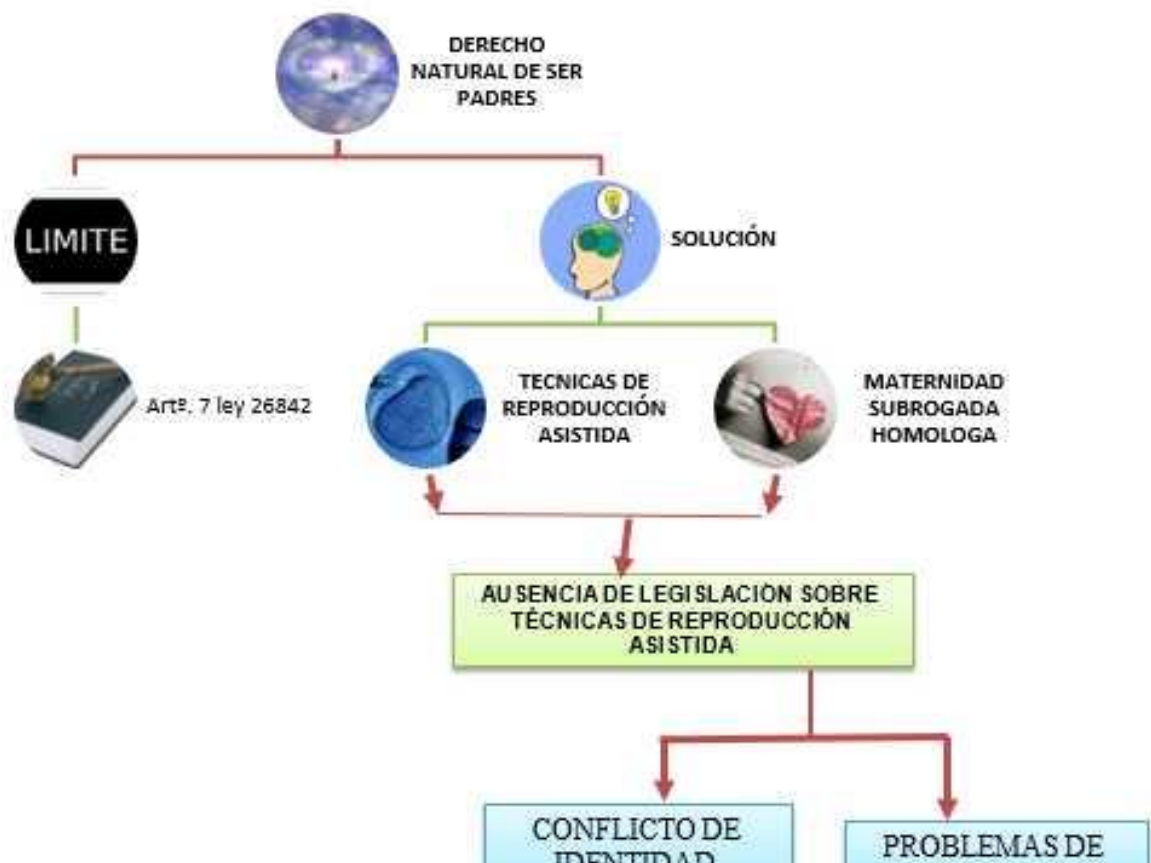 DERECHO
NATURAL DE SER
PADRES
LIMITE
SOLUCIÓN
Artº. 7 ley 26842
TECNICAS DE
REPRODUCCIÓN
ASISTIDA
MATERNIDAD
SUBROGADA
HOMOLOGA
AUSENCIA DE LEGISLACIÓN SOBRE
TÉCNICAS DE REPRODUCCIÓN
ASISTIDA
CONFLICTO DE
IDENTIDAD
PROBLEMAS DE